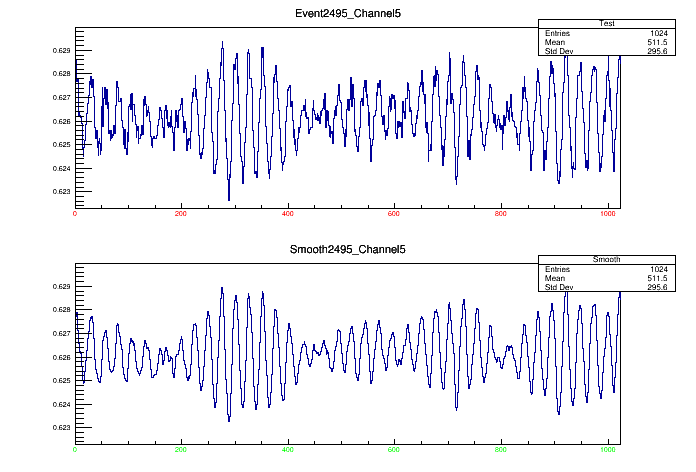 Event2495_Channel5
Test
Entries 1024
Mean 511.5
Std Dev 295.6
0.629
0.628
0.627
0.626
0.625
0.624
0.623
0 200 400 600 800 1000
Smooth2495_Channel5
Smooth
Entries 1024
Mean 511.5
Std Dev 295.6
0.629
0.628
0.627
0.626
0.625
0.624
0.623
0 200 400 600 800 1000